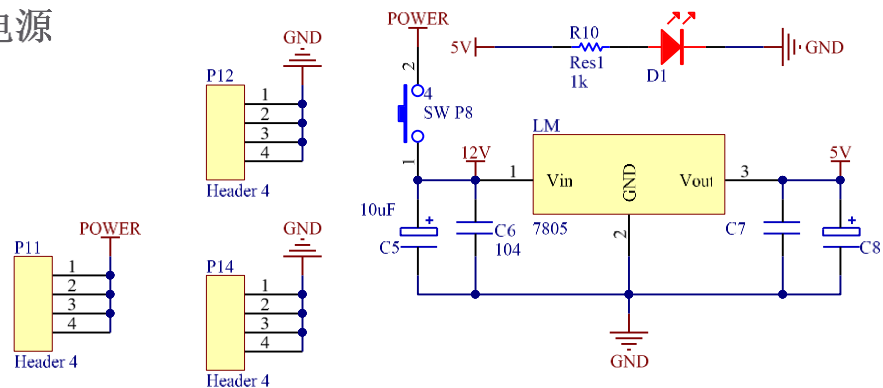 电源
POWER
2
4
SW P8
1
5V
R10
Res1
1k
D1
GND
GND
P12
1
2
3
4
Header 4
POWER
P11
1
2
3
4
Header 4
GND
P14
1
2
3
4
Header 4
12V
LM
1
Vin
GND
Vout
3
5V
7805
2
10uF
+
C5
C6
104
C7
+
C8
GND